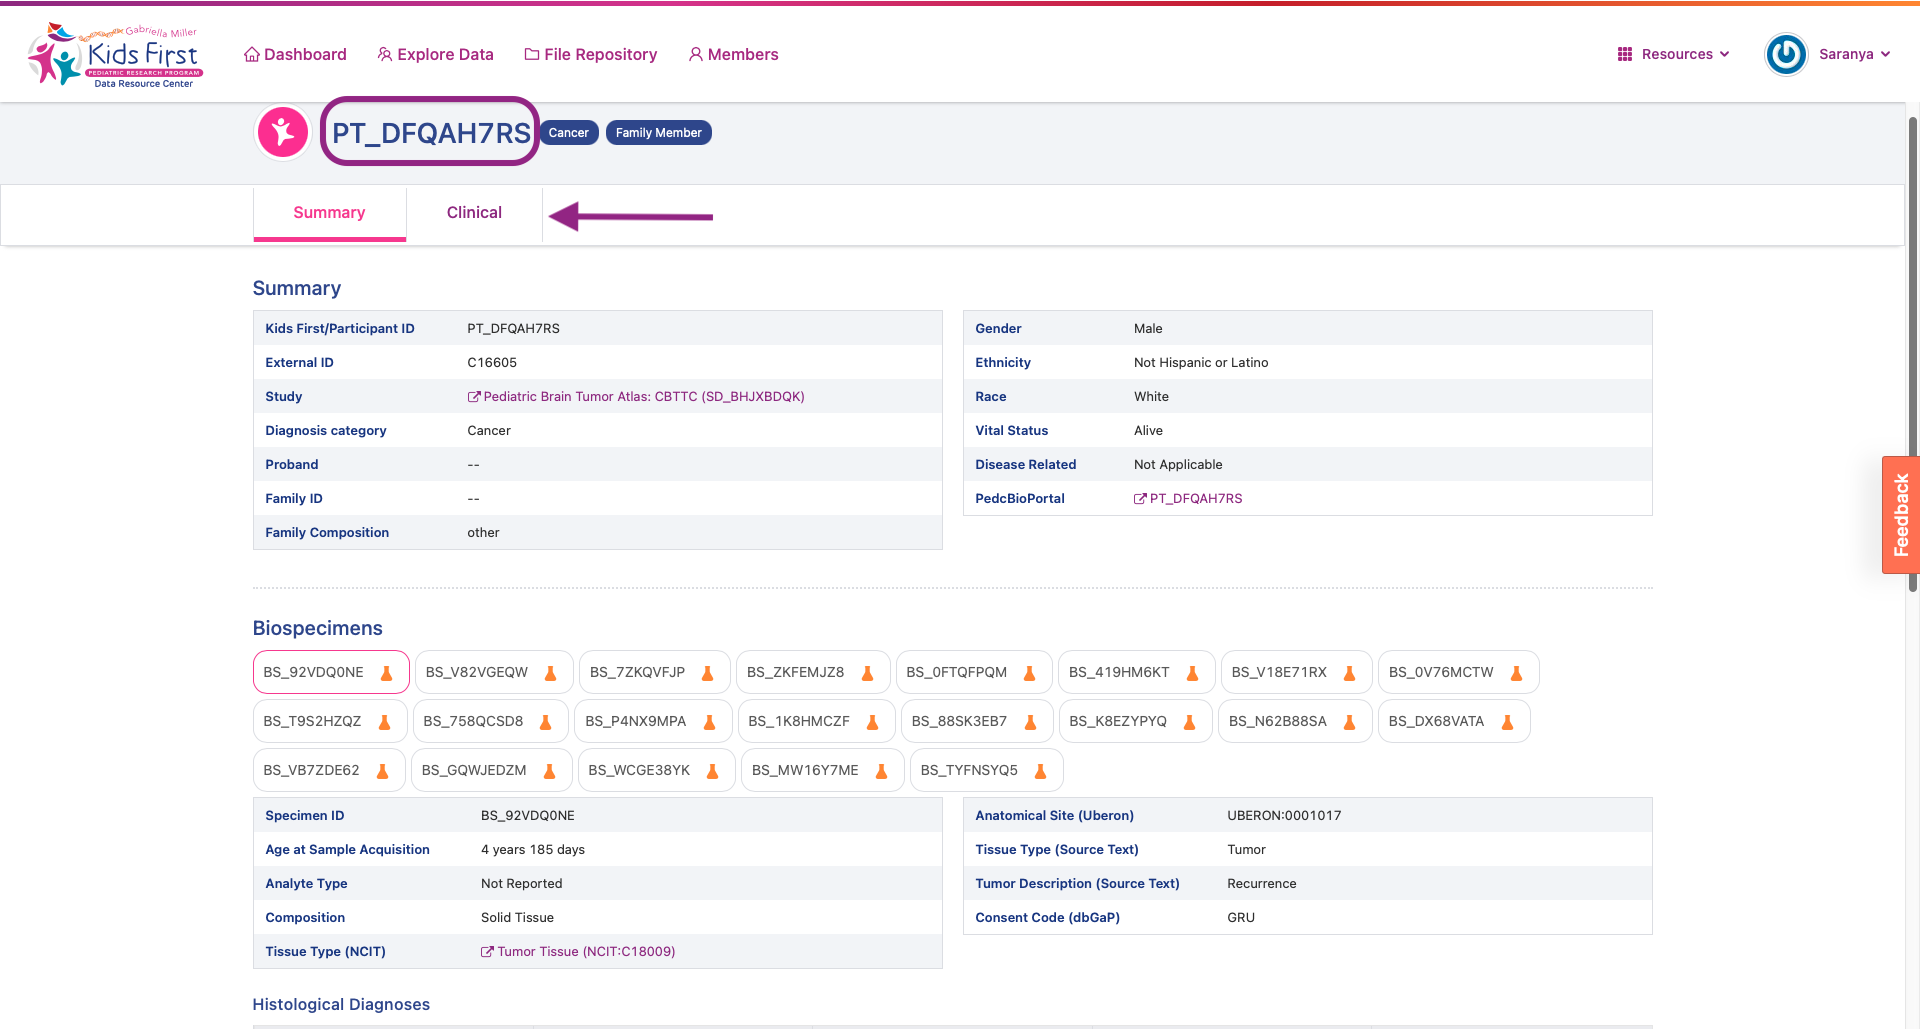 Gabriella Miller
Kids First
PEDIATRIC RESEARCH PROGRAM
Data Resource Center
Dashboard Explore Data File Repository Members Resources Saranya
PT_DFQAH7RS Cancer Family Member
Summary Clinical
Summary
Kids First/Participant ID PT_DFQAH7RS Gender Male
External ID C16605 Ethnicity Not Hispanic or Latino
Study Pediatric Brain Tumor Atlas: CBTTC (SD_BHJXBDQK) Race White
Diagnosis category Cancer Vital Status Alive
Proband -- Disease Related Not Applicable
Family ID -- PedcBioPortal PT_DFQAH7RS
Family Composition other
Feedback
Biospecimens
BS_92VDQ0NE BS_V82VGEQW BS_7ZKQVFJP BS_ZKFEMJZ8 BS_0FTQFPQM BS_419HM6KT BS_V18E71RX BS_0V76MCTW
BS_T9S2HZQZ BS_758QCSD8 BS_P4NX9MPA BS_1K8HMCZF BS_88SK3EB7 BS_K8EZYPYQ BS_N62B88SA BS_DX68VATA
BS_VB7ZDE62 BS_GQWJEDZM BS_WCGE38YK BS_MW16Y7ME BS_TYFNSYQ5
Specimen ID BS_92VDQ0NE Anatomical Site (Uberon) UBERON:0001017
Age at Sample Acquisition 4 years 185 days Tissue Type (Source Text) Tumor
Analyte Type Not Reported Tumor Description (Source Text) Recurrence
Composition Solid Tissue Consent Code (dbGaP) GRU
Tissue Type (NCIT) Tumor Tissue (NCIT:C18009)
Histological Diagnoses